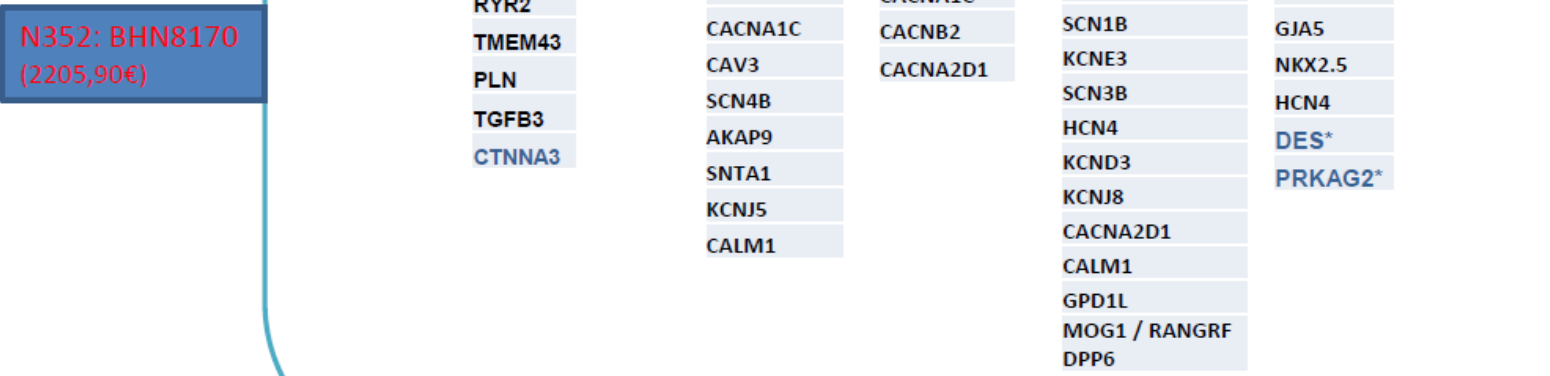 N352: BHN8170
(2205,90€)
RYR2
TMEM43
PLN
TGFB3
CTNNA3
CACNA1C
CAV3
SCN4B
AKAP9
SNTA1
KCNJ5
CALM1
CACNA1C
CACNB2
CACNA2D1
SCN1B
KCNE3
SCN3B
HCN4
KCND3
KCNJ8
CACNA2D1
CALM1
GPD1L
MOG1 / RANGRF
DPP6
GJA5
NKX2.5
HCN4
DES*
PRKAG2*